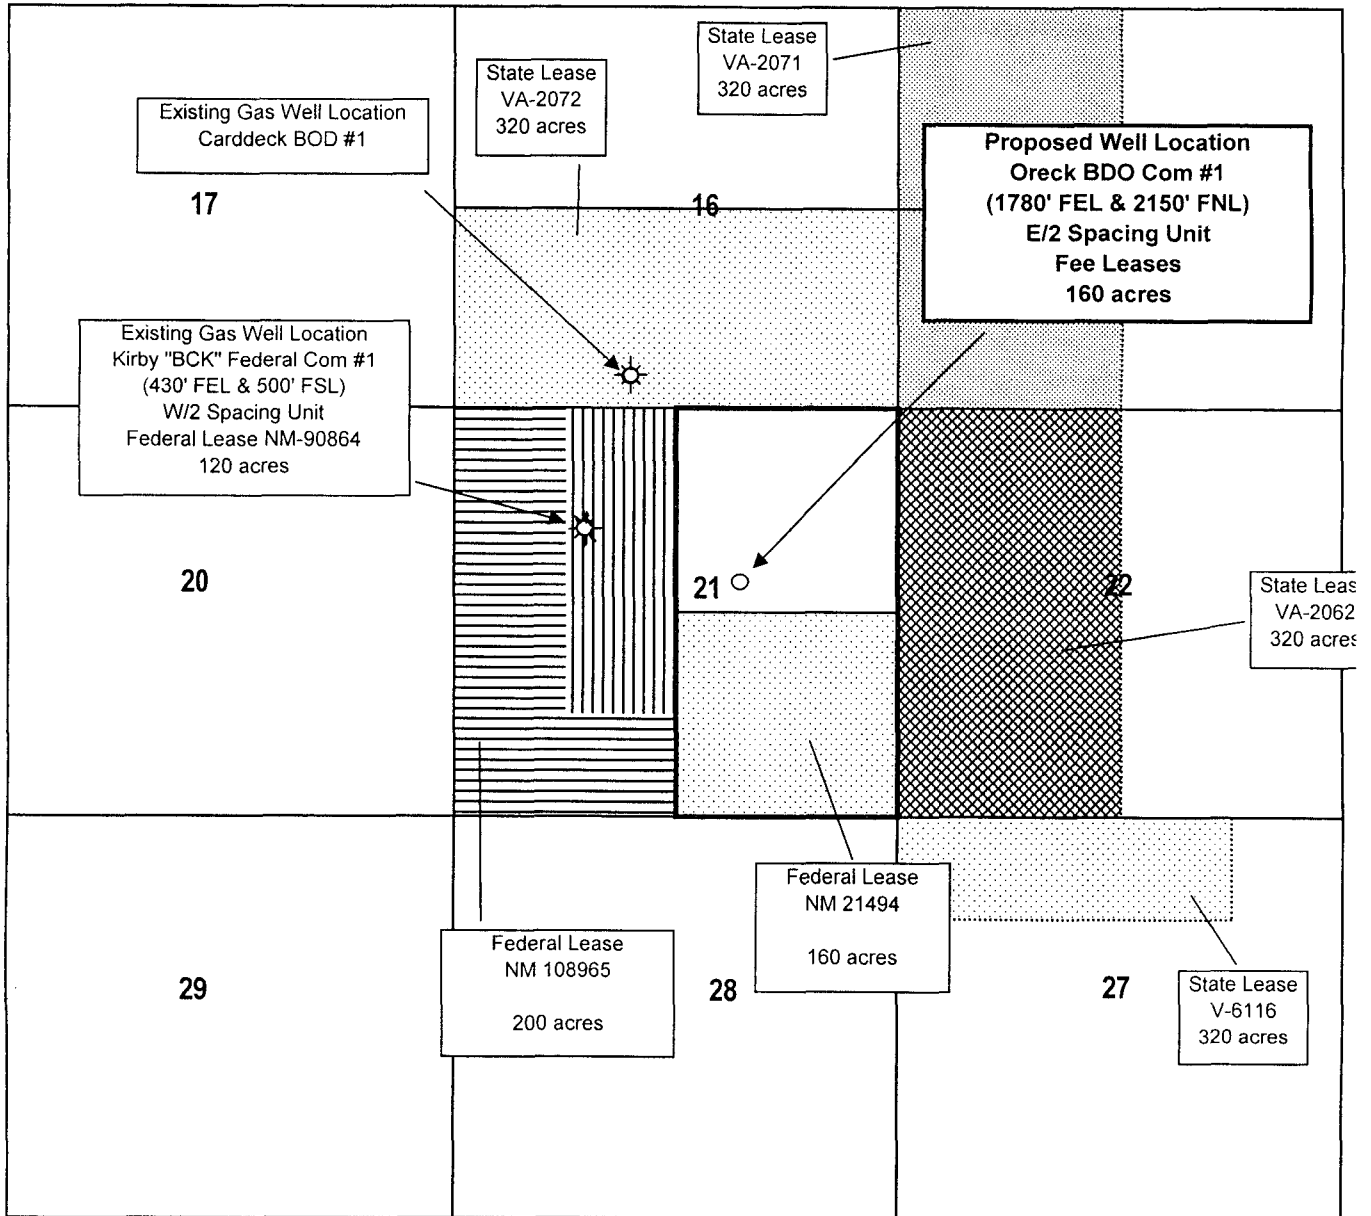 State Lease
VA-2071
320 acres
State Lease
VA-2072
320 acres
Existing Gas Well Location
Carddeck BOD #1
Proposed Well Location
Oreck BDO Com #1
(1780' FEL & 2150' FNL)
E/2 Spacing Unit
Fee Leases
160 acres
17
16
Existing Gas Well Location
Kirby "BCK" Federal Com #1
(430' FEL & 500' FSL)
W/2 Spacing Unit
Federal Lease NM-90864
120 acres
20
21
22
State Leas
VA-2062
320 acres
Federal Lease
NM 21494
160 acres
Federal Lease
NM 108965
200 acres
29
28
27
State Lease
V-6116
320 acres